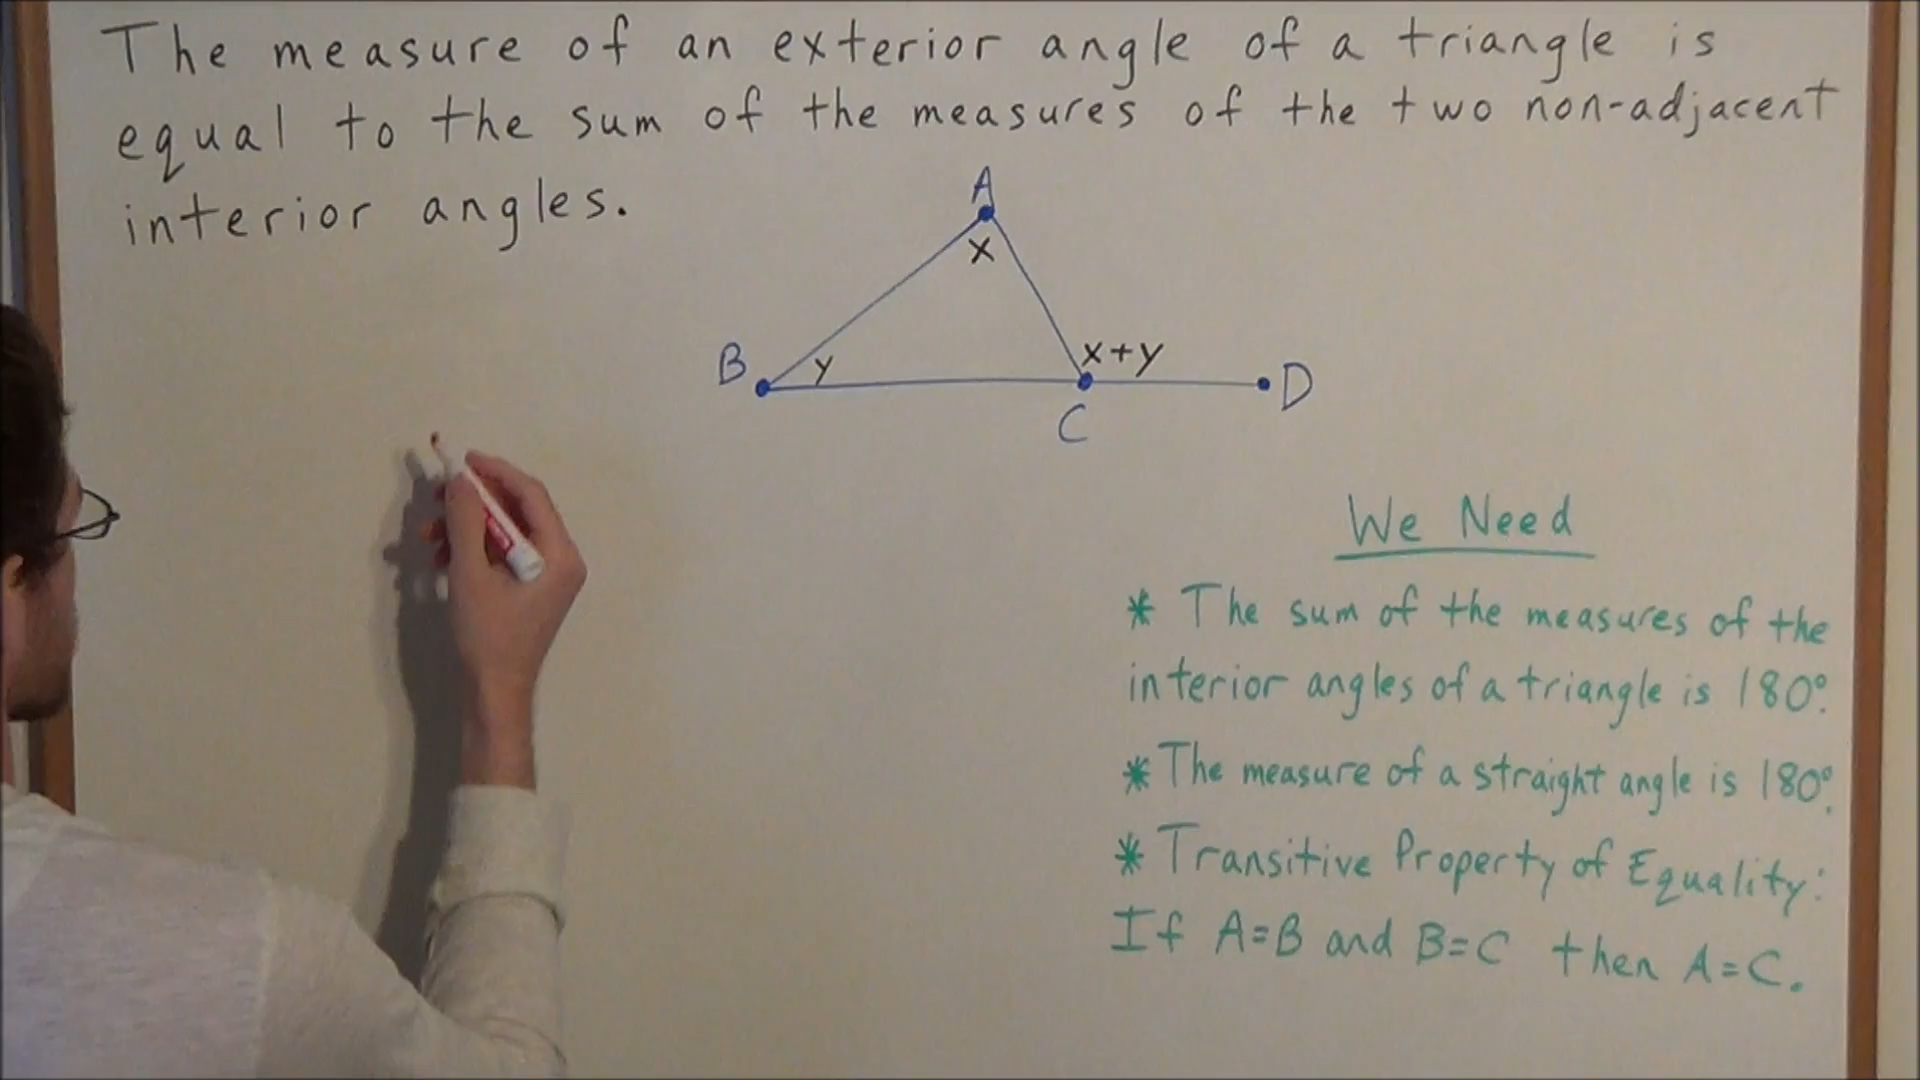 The measure of an exterior angle of a triangle is
equal to the sum of the measures of the two non-adjacent
interior angles.
A
x
B
y
x+y
D
C
We Need
* The sum of the measures of the
interior angles of a triangle is 180°.
* The measure of a straight angle is 180°.
* Transitive Property of Equality:
If A=B and B=C then A=C.